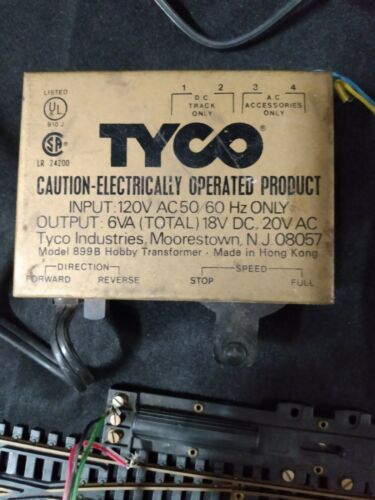 LISTED
UL
910 J
SA
LR 24200
1 2 3 4
D.C. A.C.
TRACK ACCESSORIES
ONLY ONLY
TYCO®
CAUTION-ELECTRICALLY OPERATED PRODUCT
INPUT: 120V AC 50/60 Hz ONLY
OUTPUT: 6VA (TOTAL) 18V DC, 20V AC
Tyco Industries, Moorestown, N.J. 08057
Model 899B Hobby Transformer · Made in Hong Kong
DIRECTION SPEED
FORWARD REVERSE STOP FULL